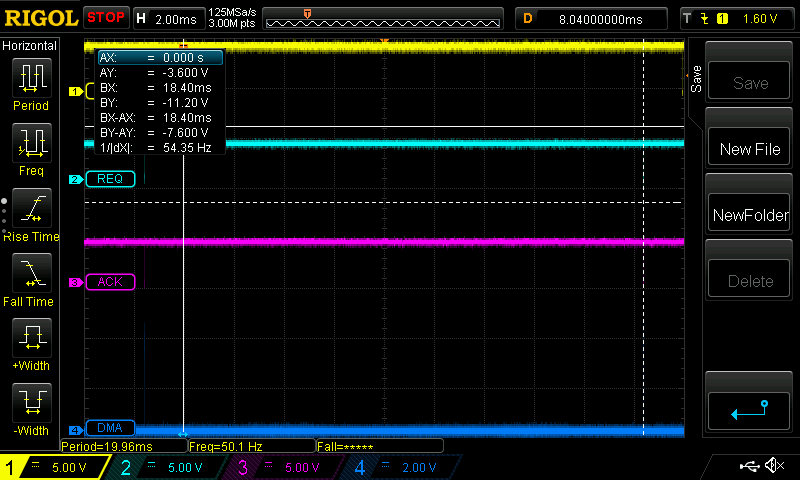 RIGOL STOP H 2.00ms 125MSa/s 3.00M pts D 8.04000000ms T 1 1.60 V
Horizontal
Period
Freq
Rise Time
Fall Time
+Width
-Width
AX: = 0.000 s
AY: = -3.600 V
BX: = 18.40ms
BY: = -11.20 V
BX-AX: = 18.40ms
BY-AY: = -7.600 V
1/|dX|: = 54.35 Hz
T
1
2 REQ
3 ACK
4 DMA
Save
Save
New File
NewFolder
Delete
Period=19.96ms Freq=50.1 Hz Fall=*****
1 = 5.00 V 2 = 5.00 V 3 = 5.00 V 4 = 2.00 V